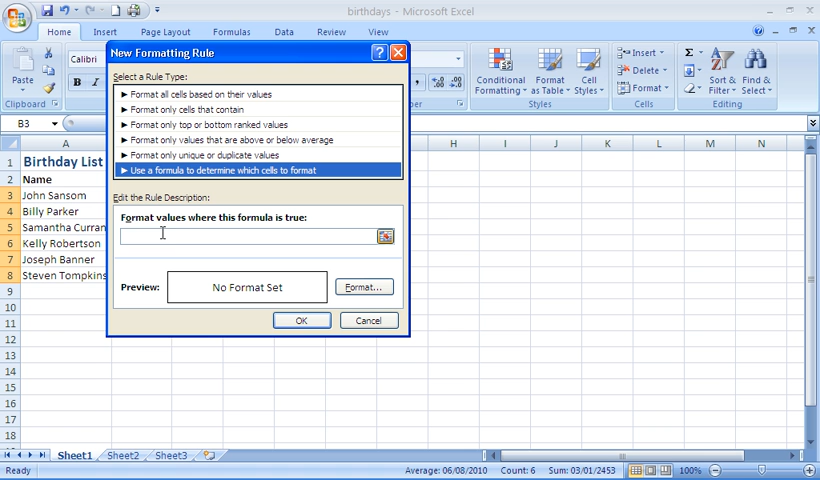 birthdays - Microsoft Excel
Home Insert Page Layout Formulas Data Review View
Paste
Clipboard
Calibri
B
Conditional Formatting
Format as Table
Cell Styles
Styles
Insert
Delete
Format
Cells
Σ
Sort & Filter
Find & Select
Editing
B3
New Formatting Rule
Select a Rule Type:
► Format all cells based on their values
► Format only cells that contain
► Format only top or bottom ranked values
► Format only values that are above or below average
► Format only unique or duplicate values
► Use a formula to determine which cells to format
Edit the Rule Description:
Format values where this formula is true:
Preview:
No Format Set
Format...
OK
Cancel
A H I J K L M N
1 Birthday List
2 Name
3 John Sansom
4 Billy Parker
5 Samantha Curran
6 Kelly Robertson
7 Joseph Banner
8 Steven Tompkins
9
10
11
12
13
14
15
16
17
18
Sheet1 Sheet2 Sheet3
Ready
Average: 06/08/2010 Count: 6 Sum: 03/01/2453
100%